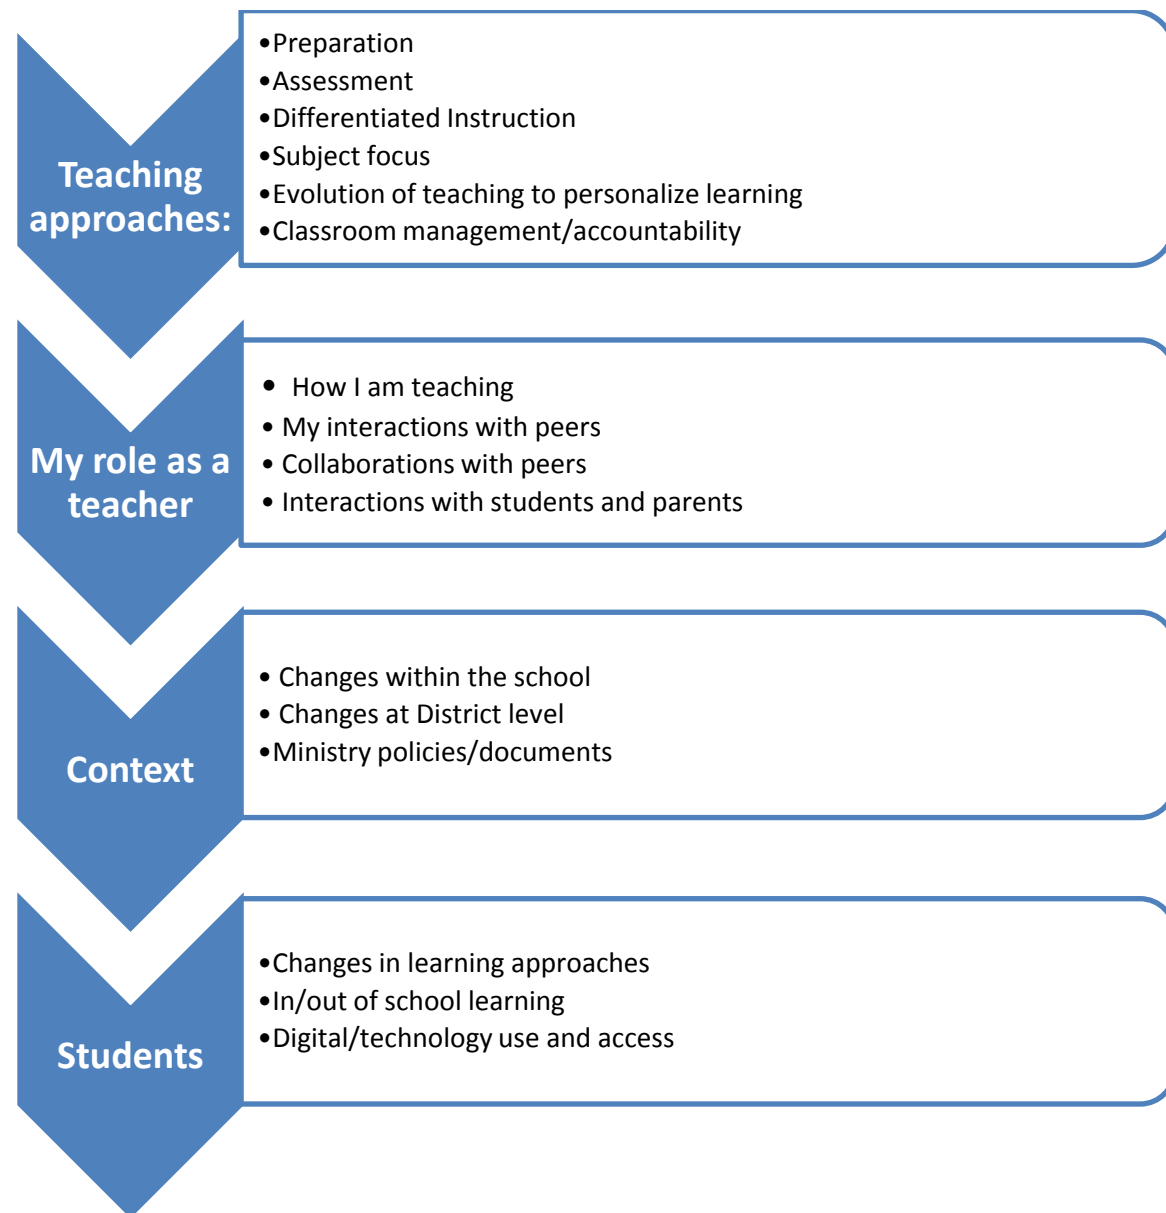 Teaching
approaches:
•Preparation
•Assessment
•Differentiated Instruction
•Subject focus
•Evolution of teaching to personalize learning
•Classroom management/accountability
My role as a
teacher
• How I am teaching
• My interactions with peers
• Collaborations with peers
• Interactions with students and parents
Context
• Changes within the school
• Changes at District level
•Ministry policies/documents
Students
•Changes in learning approaches
•In/out of school learning
•Digital/technology use and access